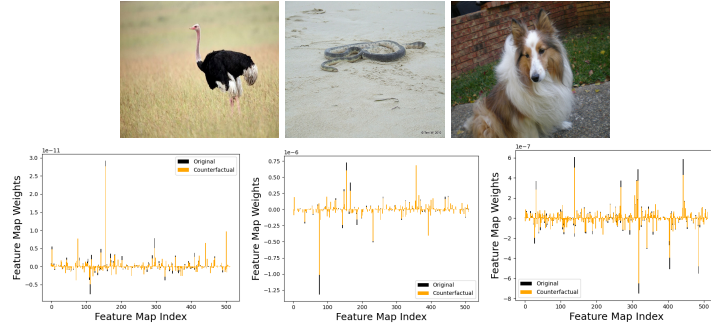 1e−11
3.0
2.5
2.0
1.5
1.0
0.5
0.0
−0.5
Feature Map Weights
Original
Counterfactual
0 100 200 300 400 500
Feature Map Index
1e−6
0.75
0.50
0.25
0.00
−0.25
−0.50
−0.75
−1.00
−1.25
Feature Map Weights
Original
Counterfactual
0 100 200 300 400 500
Feature Map Index
1e−7
6
4
2
0
−2
−4
−6
−8
Feature Map Weights
Original
Counterfactual
0 100 200 300 400 500
Feature Map Index